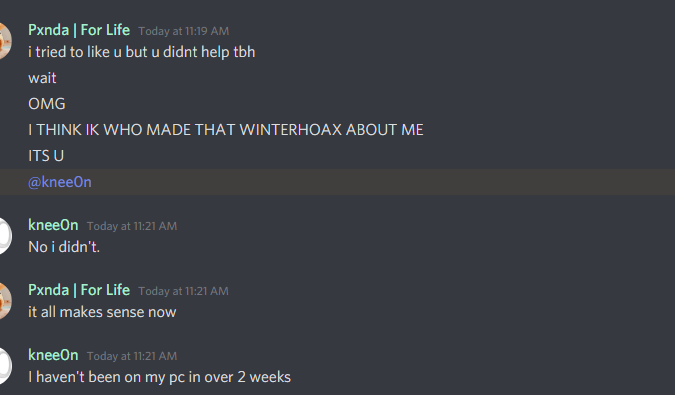 Pxnda | For Life Today at 11:19 AM
i tried to like u but u didnt help tbh
wait
OMG
I THINK IK WHO MADE THAT WINTERHOAX ABOUT ME
ITS U
@knee0n
knee0n Today at 11:21 AM
No i didn't.
Pxnda | For Life Today at 11:21 AM
it all makes sense now
knee0n Today at 11:21 AM
I haven't been on my pc in over 2 weeks